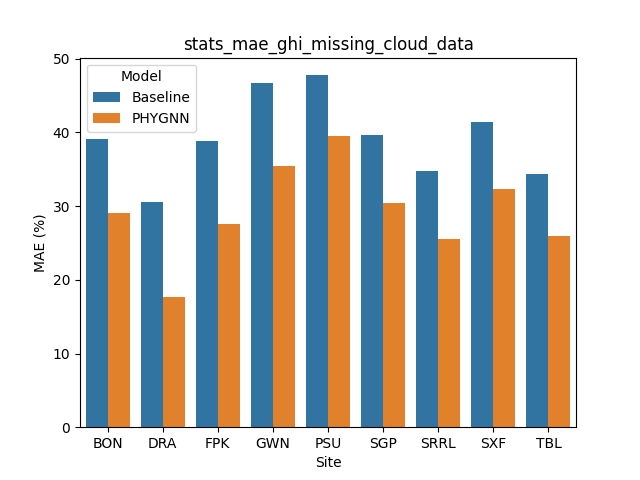 stats_mae_ghi_missing_cloud_data
Model
Baseline
PHYGNN
50
40
30
20
10
0
MAE (%)
BON DRA FPK GWN PSU SGP SRRL SXF TBL
Site